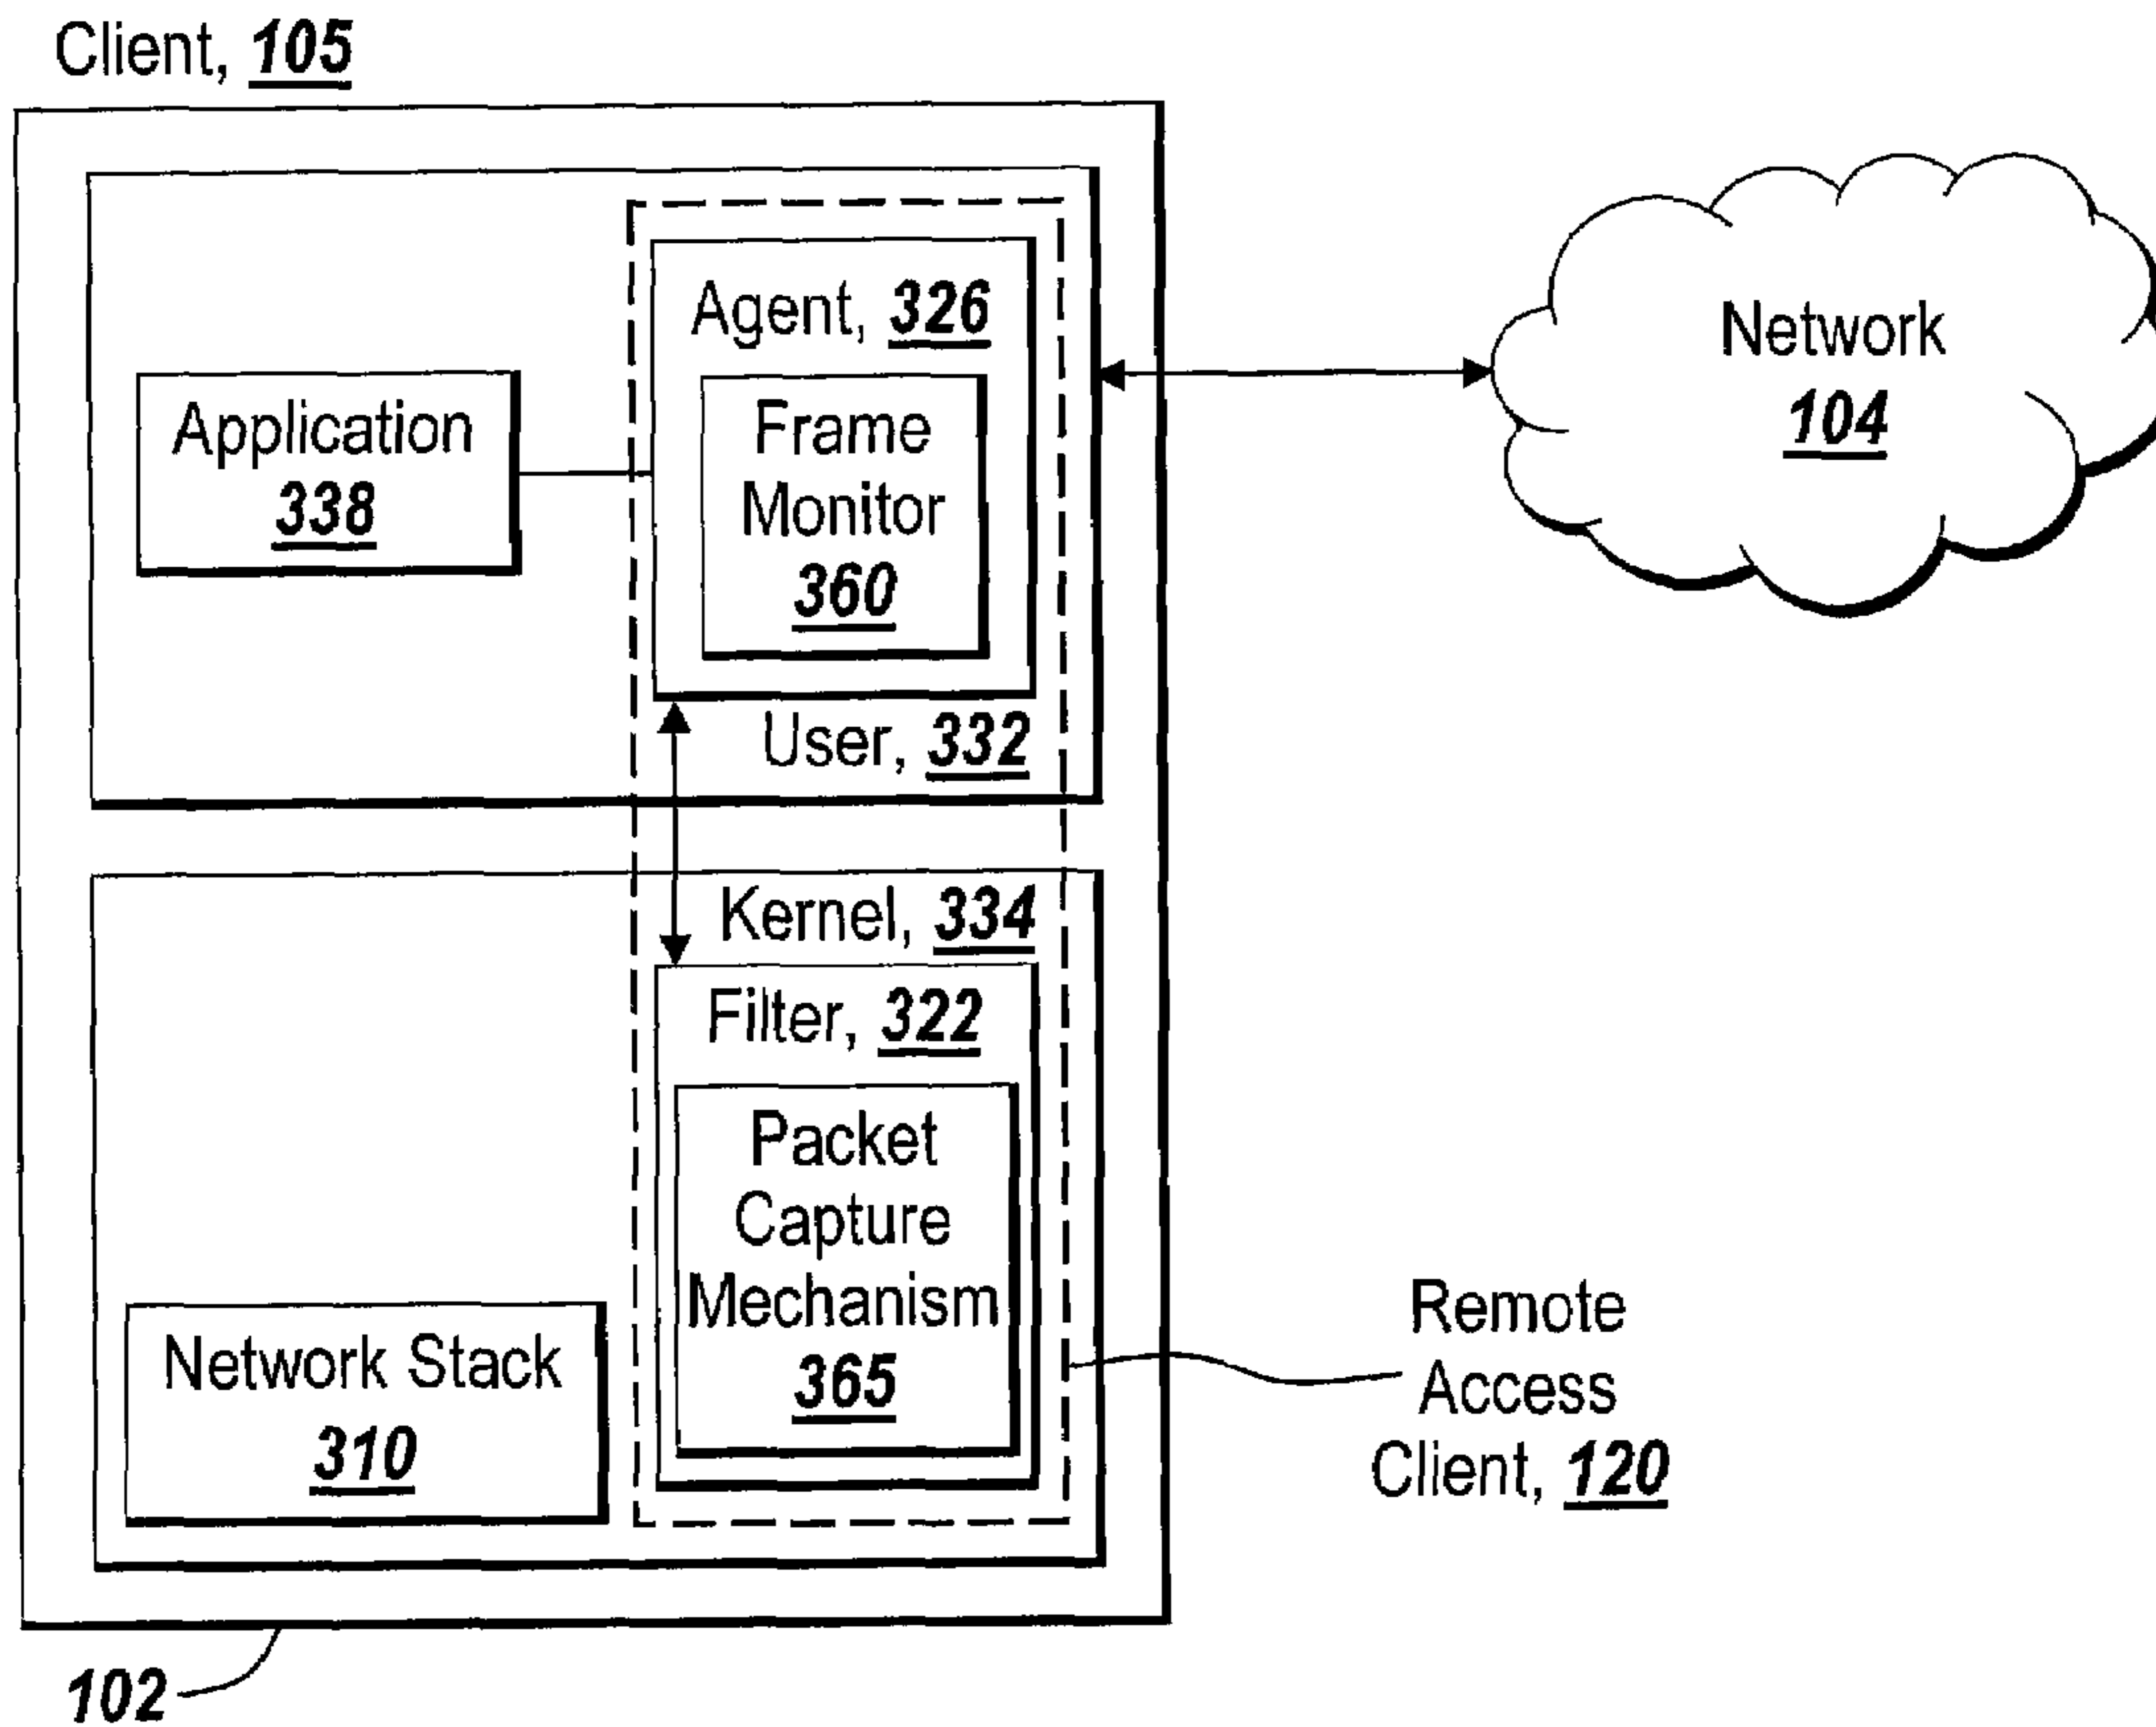 Client, 105
Agent, 326
Network
104
Application
338
Frame
Monitor
360
User, 332
Kernel, 334
Filter, 322
Packet
Capture
Mechanism
365
Network Stack
310
Remote
Access
Client, 120
102